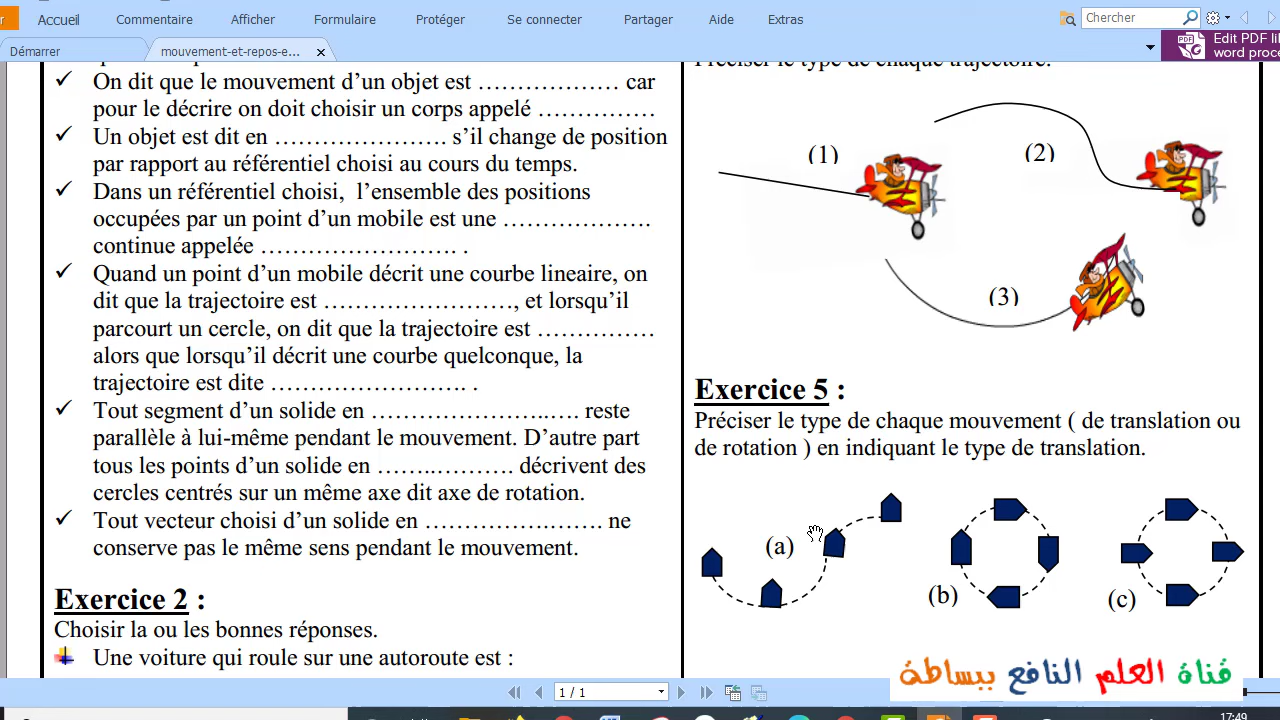 Accueil Commentaire Afficher Formulaire Protéger Se connecter Partager Aide Extras Chercher
Démarrer mouvement-et-repos-e... × Edit PDF
word proce
On dit que le mouvement d'un objet est ……………… car
pour le décrire on doit choisir un corps appelé ……………
Un objet est dit en …………………. s'il change de position
par rapport au référentiel choisi au cours du temps.
Dans un référentiel choisi, l'ensemble des positions
occupées par un point d'un mobile est une ……………….
continue appelée ……………………. .
Quand un point d'un mobile décrit une courbe lineaire, on
dit que la trajectoire est ……………………, et lorsqu'il
parcourt un cercle, on dit que la trajectoire est ……………
alors que lorsqu'il décrit une courbe quelconque, la
trajectoire est dite ……………………. .
Tout segment d'un solide en …………………..…. reste
parallèle à lui-même pendant le mouvement. D'autre part
tous les points d'un solide en ……..………. décrivent des
cercles centrés sur un même axe dit axe de rotation.
Tout vecteur choisi d'un solide en …………….……. ne
conserve pas le même sens pendant le mouvement.
Exercice 2 :
Choisir la ou les bonnes réponses.
Une voiture qui roule sur une autoroute est :
Préciser le type de chaque trajectoire.
(1)
(2)
(3)
Exercice 5 :
Préciser le type de chaque mouvement ( de translation ou
de rotation ) en indiquant le type de translation.
(a)
(b)
(c)
قناة العلم النافع ببساطة
1 / 1
17:49